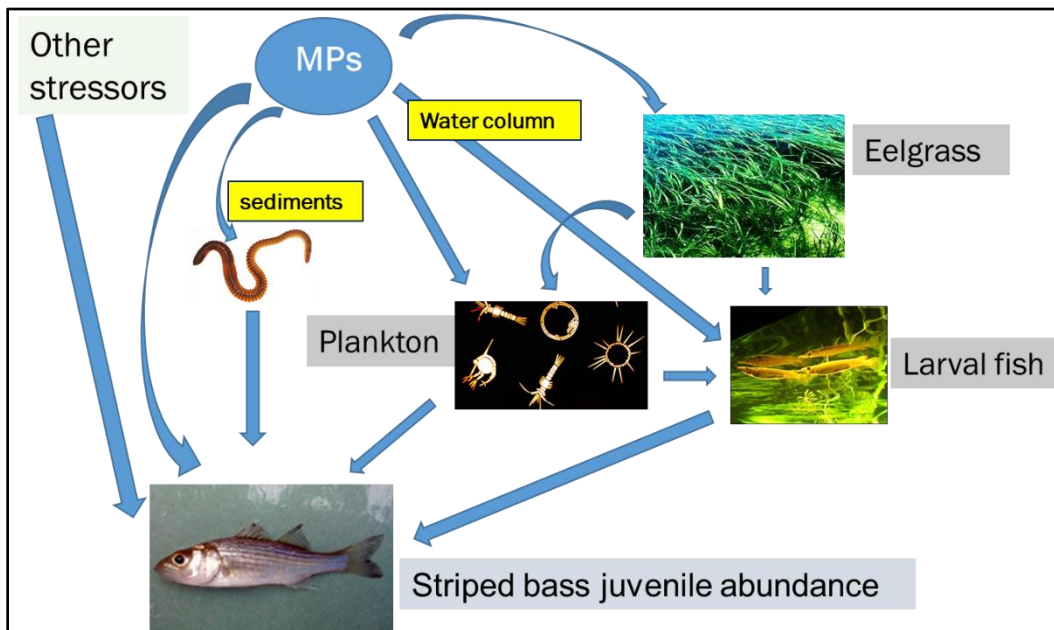 Other
stressors
MPs
Water column
Eelgrass
sediments
Plankton
Larval fish
Striped bass juvenile abundance